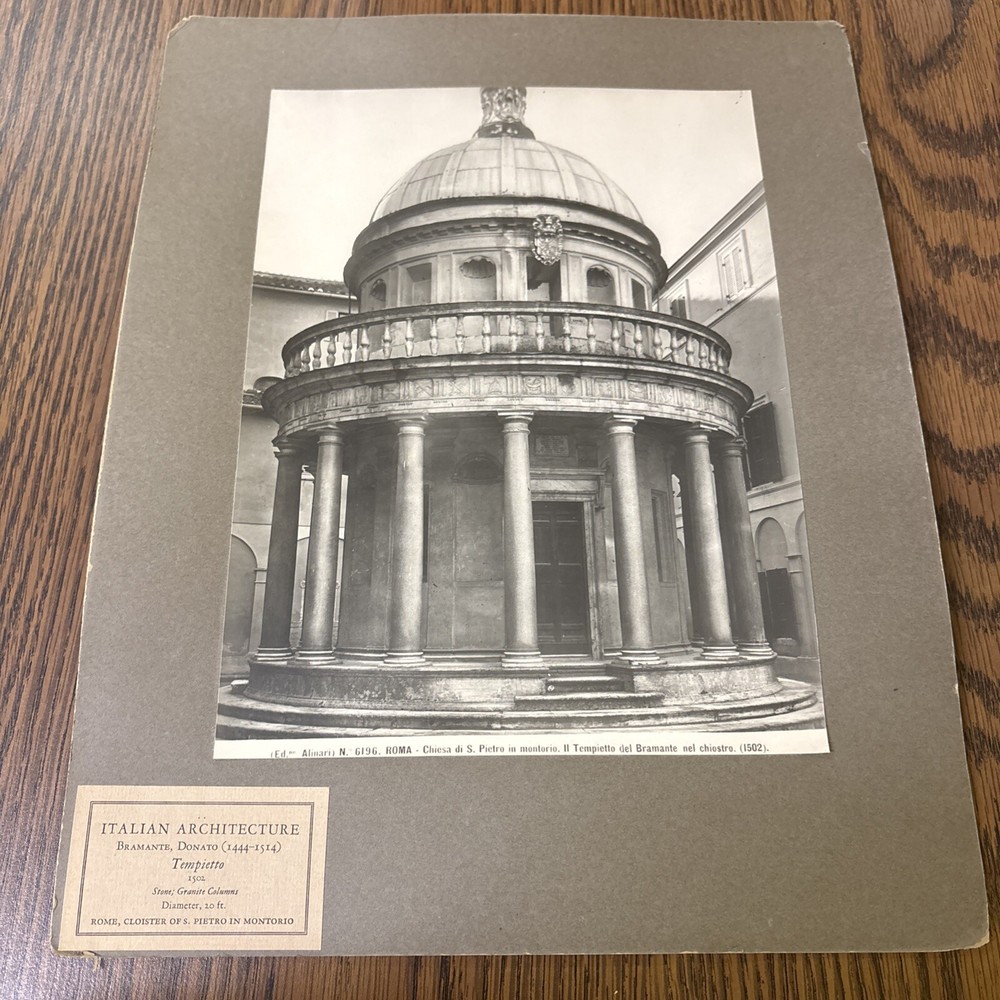 (Ed.ne Alinari) N.° 6196. ROMA - Chiesa di S. Pietro in montorio. Il Tempietto del Bramante nel chiostro. (1502).
ITALIAN ARCHITECTURE
BRAMANTE, DONATO (1444–1514)
Tempietto
1502
Stone; Granite Columns
Diameter, 20 ft.
ROME, CLOISTER OF S. PIETRO IN MONTORIO